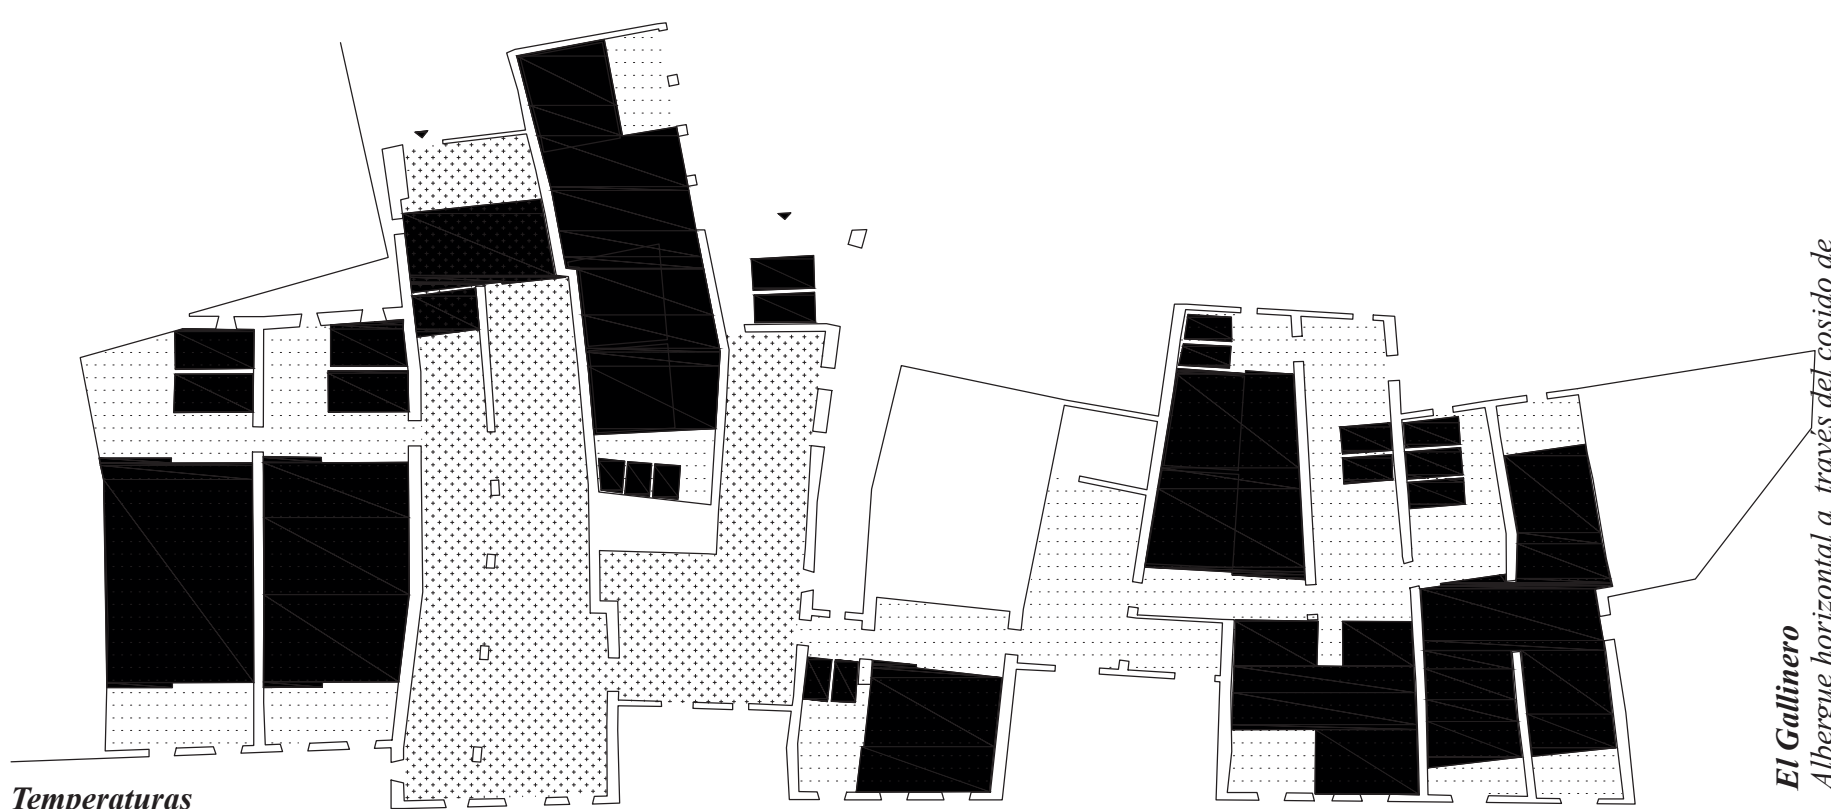 Temperaturas
El Gallinero
Albergue horizontal a través del cosido de